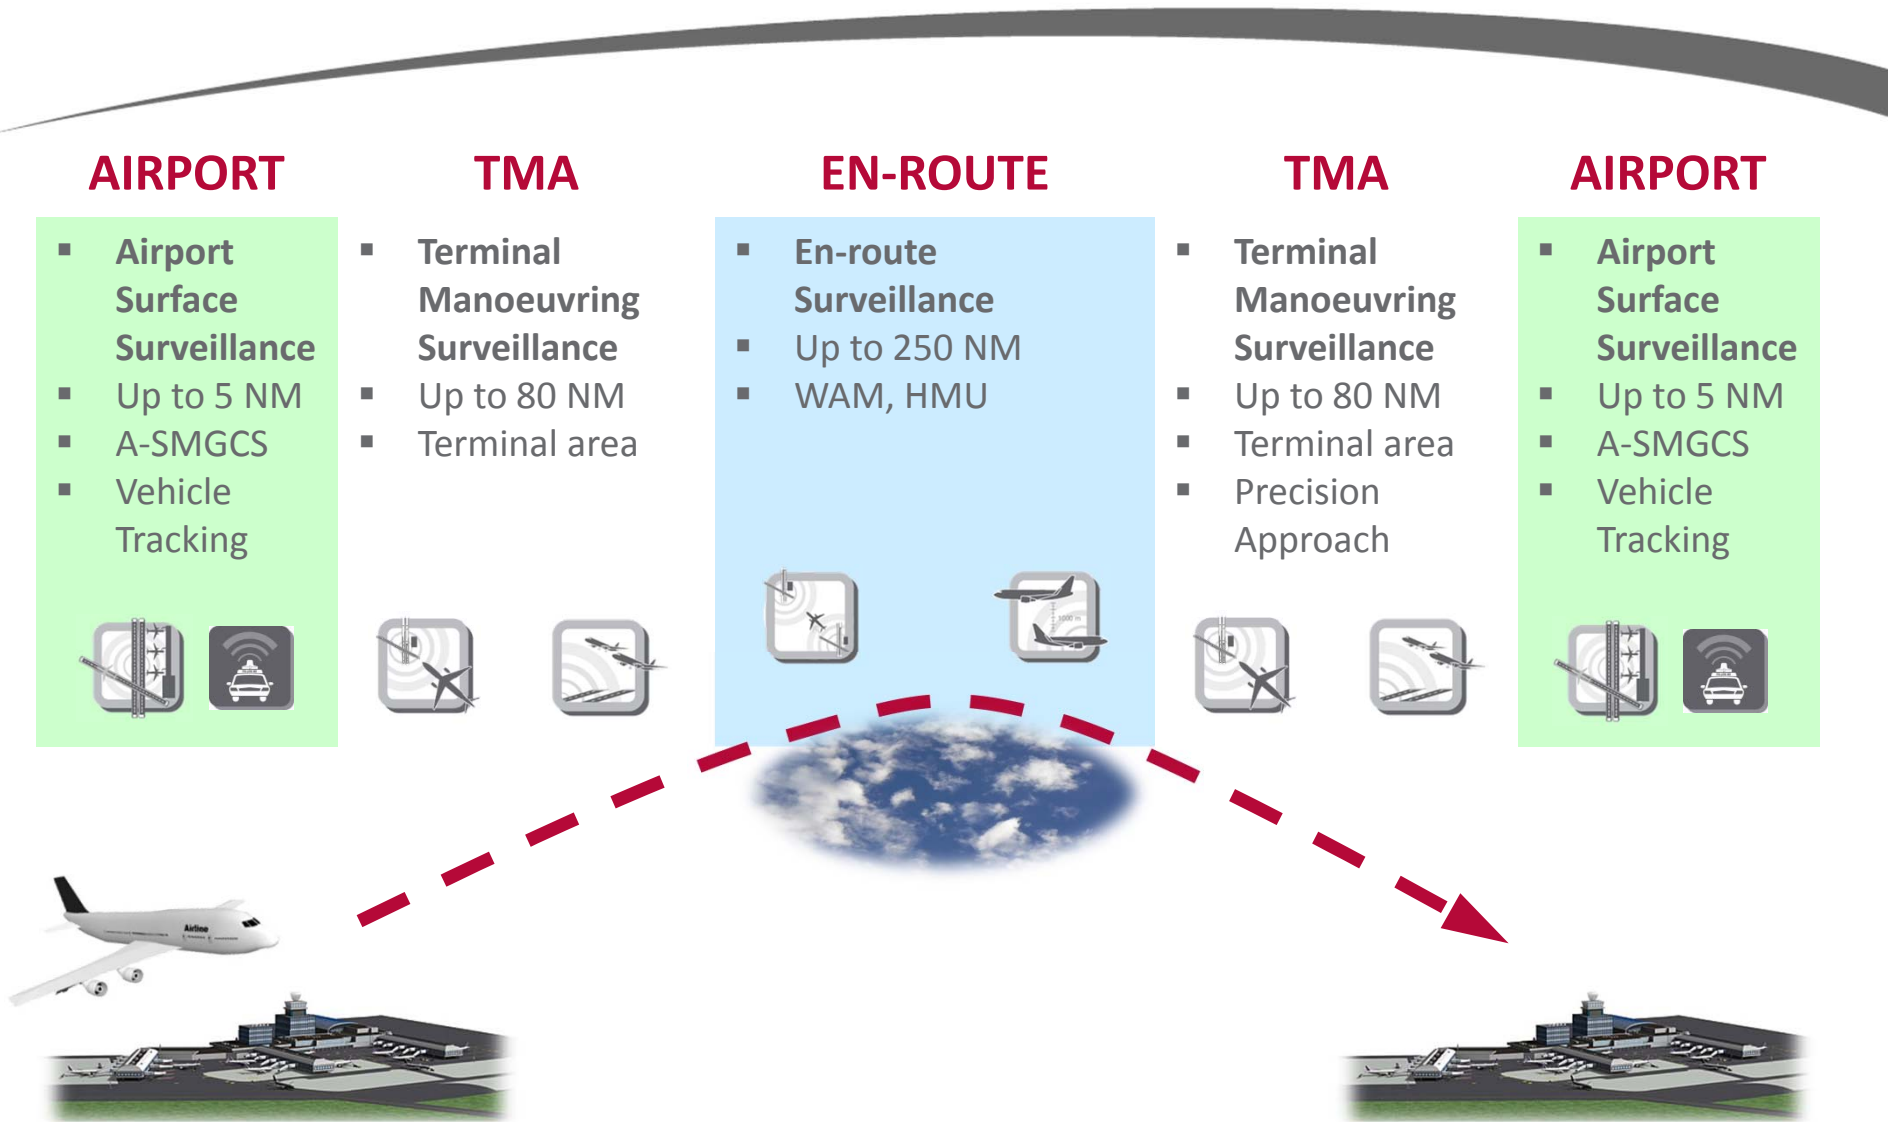 AIRPORT
TMA
EN-ROUTE
TMA
AIRPORT
▪ Airport
Surface
Surveillance
▪ Up to 5 NM
▪ A-SMGCS
▪ Vehicle
Tracking
▪ Terminal
Manoeuvring
Surveillance
▪ Up to 80 NM
▪ Terminal area
▪ En-route
Surveillance
▪ Up to 250 NM
▪ WAM, HMU
1000 m
▪ Terminal
Manoeuvring
Surveillance
▪ Up to 80 NM
▪ Terminal area
▪ Precision
Approach
▪ Airport
Surface
Surveillance
▪ Up to 5 NM
▪ A-SMGCS
▪ Vehicle
Tracking
Airline